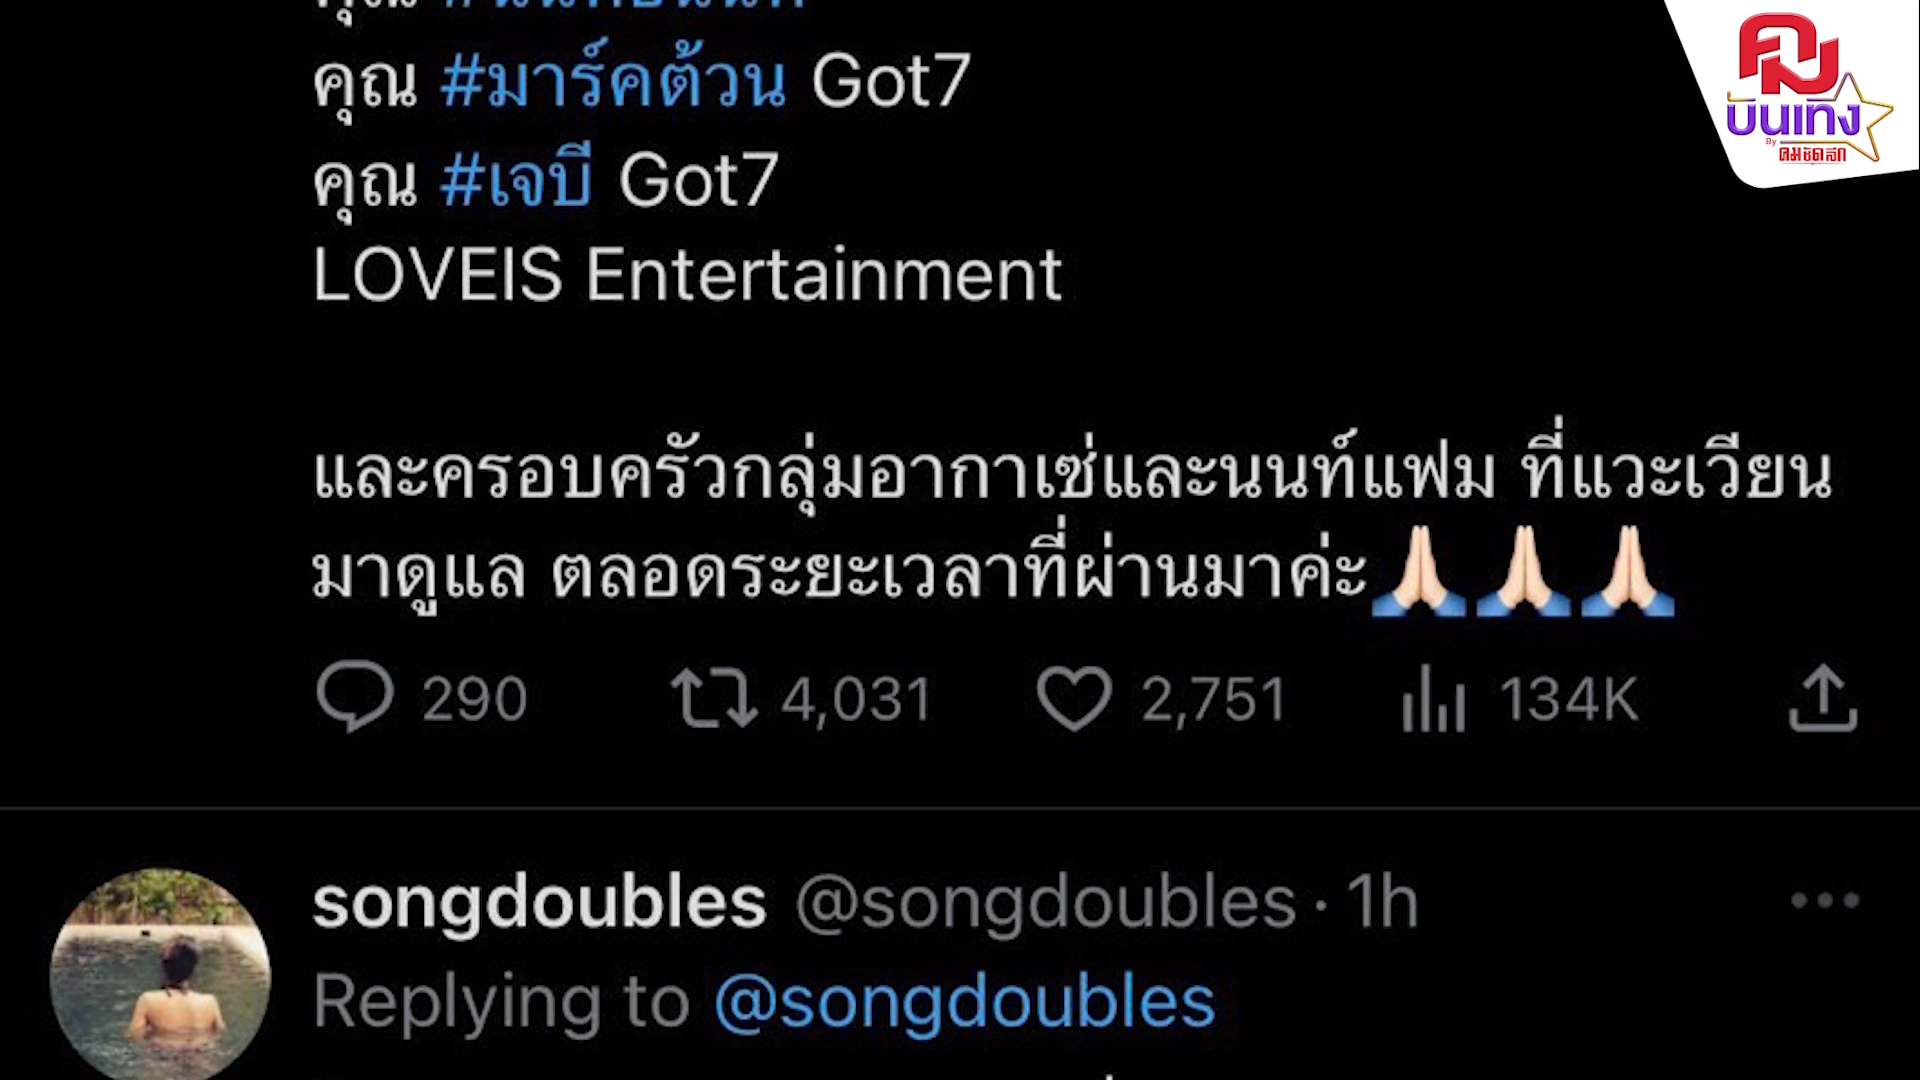 คุณ #มาร์คต้วน Got7
คุณ #เจบี Got7
LOVEIS Entertainment
และครอบครัวกลุ่มอากาเซ่และนนท์แฟม ที่แวะเวียน
มาดูแล ตลอดระยะเวลาที่ผ่านมาค่ะ🙏🏻🙏🏻🙏🏻
290 4,031 2,751 134K
songdoubles @songdoubles · 1h
Replying to @songdoubles
บันเทิง
By
คมชัดลึก